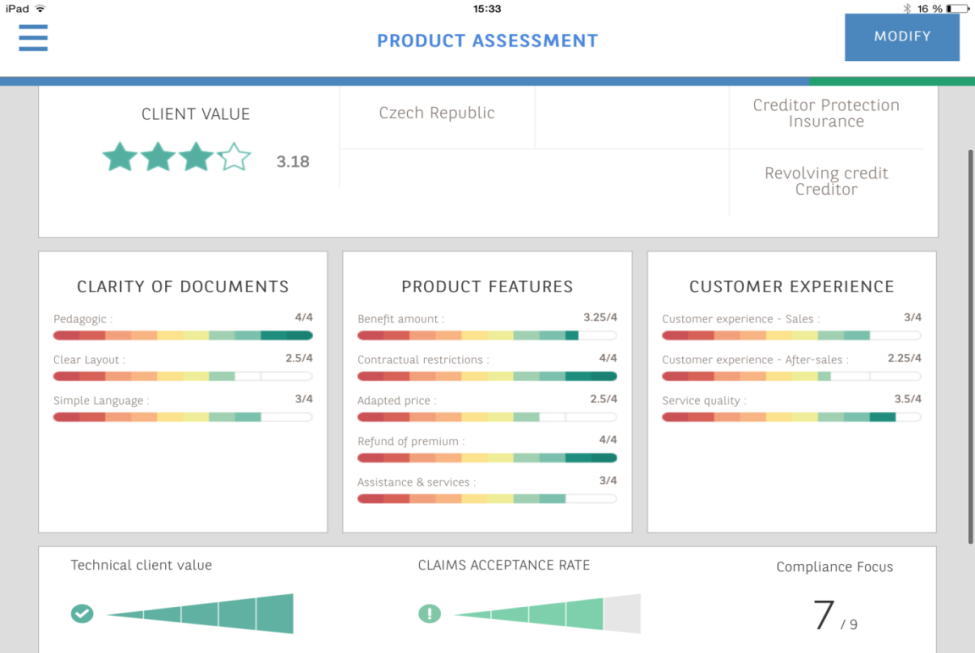 iPad 15:33 16 %
PRODUCT ASSESSMENT
MODIFY
CLIENT VALUE
3.18
Czech Republic
Creditor Protection
Insurance
Revolving credit
Creditor
CLARITY OF DOCUMENTS
Pedagogic : 4/4
Clear Layout : 2.5/4
Simple Language : 3/4
PRODUCT FEATURES
Benefit amount : 3.25/4
Contractual restrictions : 4/4
Adapted price : 2.5/4
Refund of premium : 4/4
Assistance & services : 3/4
CUSTOMER EXPERIENCE
Customer experience - Sales : 3/4
Customer experience - After-sales : 2.25/4
Service quality : 3.5/4
Technical client value
CLAIMS ACCEPTANCE RATE
Compliance Focus
7 / 9